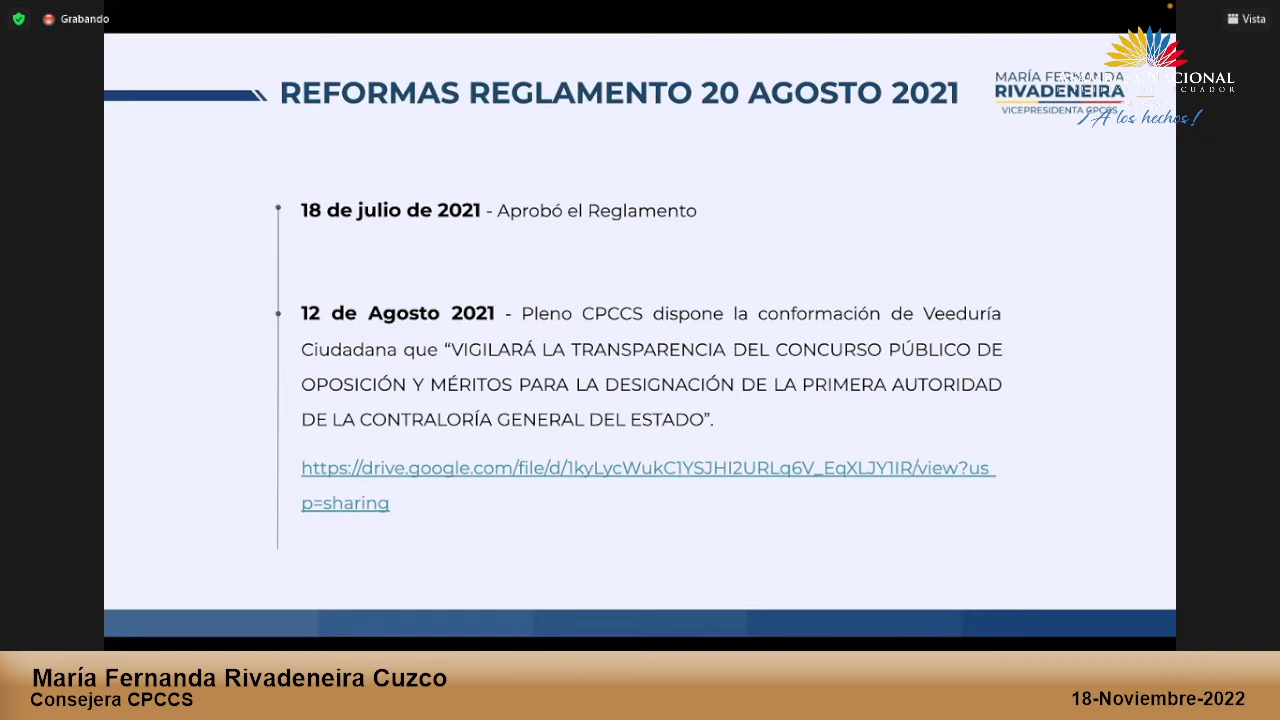 Grabando
Vista
REFORMAS REGLAMENTO 20 AGOSTO 2021
MARÍA FERNANDA
RIVADENEIRA
VICEPRESIDENTA CPCCS
NACIONAL
¡A los hechos!
18 de julio de 2021 - Aprobó el Reglamento
12 de Agosto 2021 - Pleno CPCCS dispone la conformación de Veeduría
Ciudadana que “VIGILARÁ LA TRANSPARENCIA DEL CONCURSO PÚBLICO DE
OPOSICIÓN Y MÉRITOS PARA LA DESIGNACIÓN DE LA PRIMERA AUTORIDAD
DE LA CONTRALORÍA GENERAL DEL ESTADO”.
https://drive.google.com/file/d/1kyLycWukC1YSJHI2URLq6V_EqXLJY1IR/view?us
p=sharing
María Fernanda Rivadeneira Cuzco
Consejera CPCCS
18-Noviembre-2022